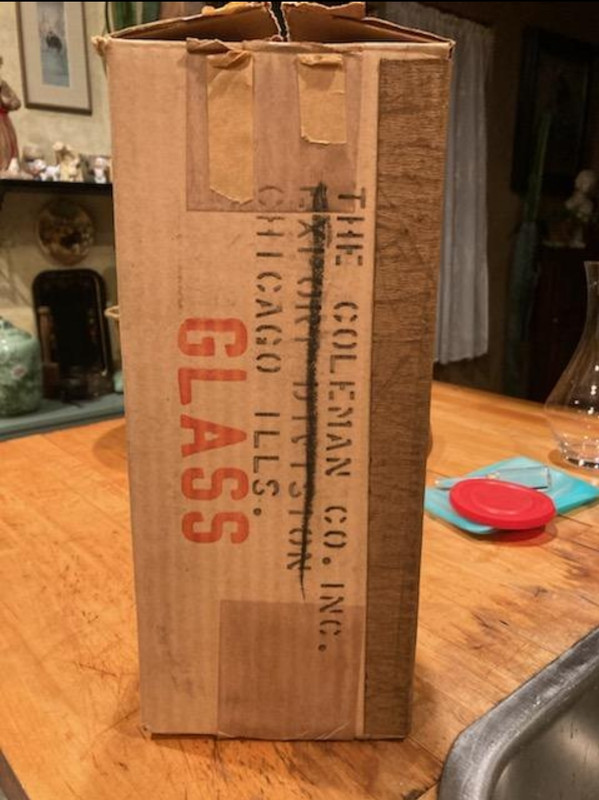 THE COLEMAN CO. INC.
EXPORT DIVISION
CHICAGO ILLS.
GLASS